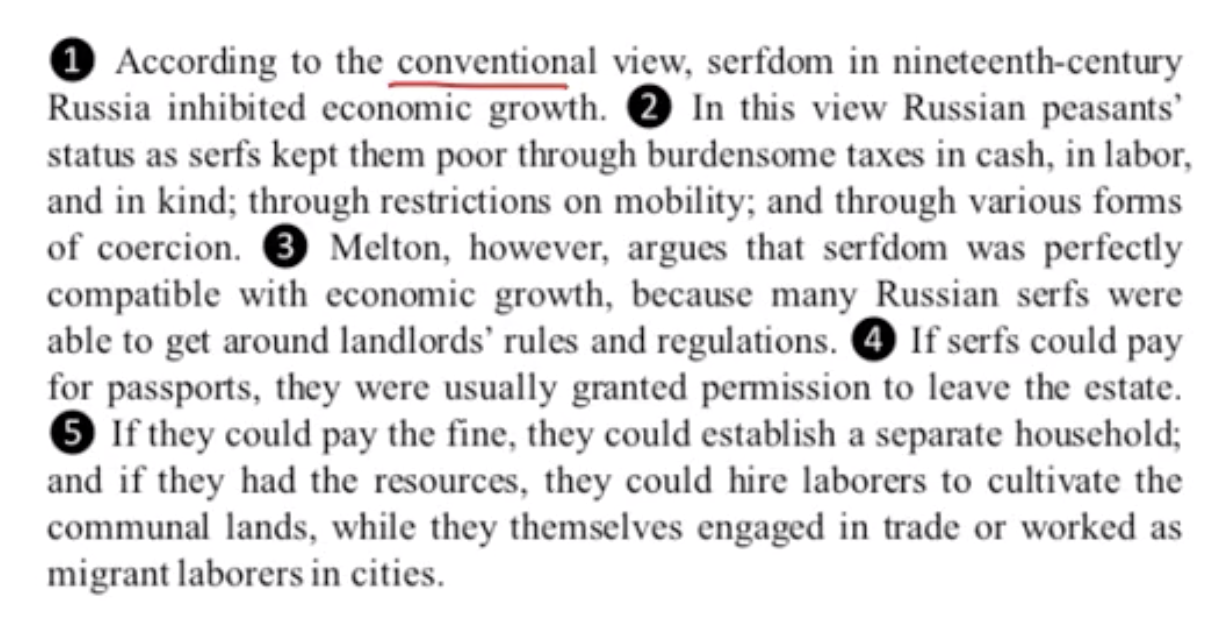 ❶ According to the conventional view, serfdom in nineteenth-century
Russia inhibited economic growth. ❷ In this view Russian peasants’
status as serfs kept them poor through burdensome taxes in cash, in labor,
and in kind; through restrictions on mobility; and through various forms
of coercion. ❸ Melton, however, argues that serfdom was perfectly
compatible with economic growth, because many Russian serfs were
able to get around landlords’ rules and regulations. ❹ If serfs could pay
for passports, they were usually granted permission to leave the estate.
❺ If they could pay the fine, they could establish a separate household;
and if they had the resources, they could hire laborers to cultivate the
communal lands, while they themselves engaged in trade or worked as
migrant laborers in cities.